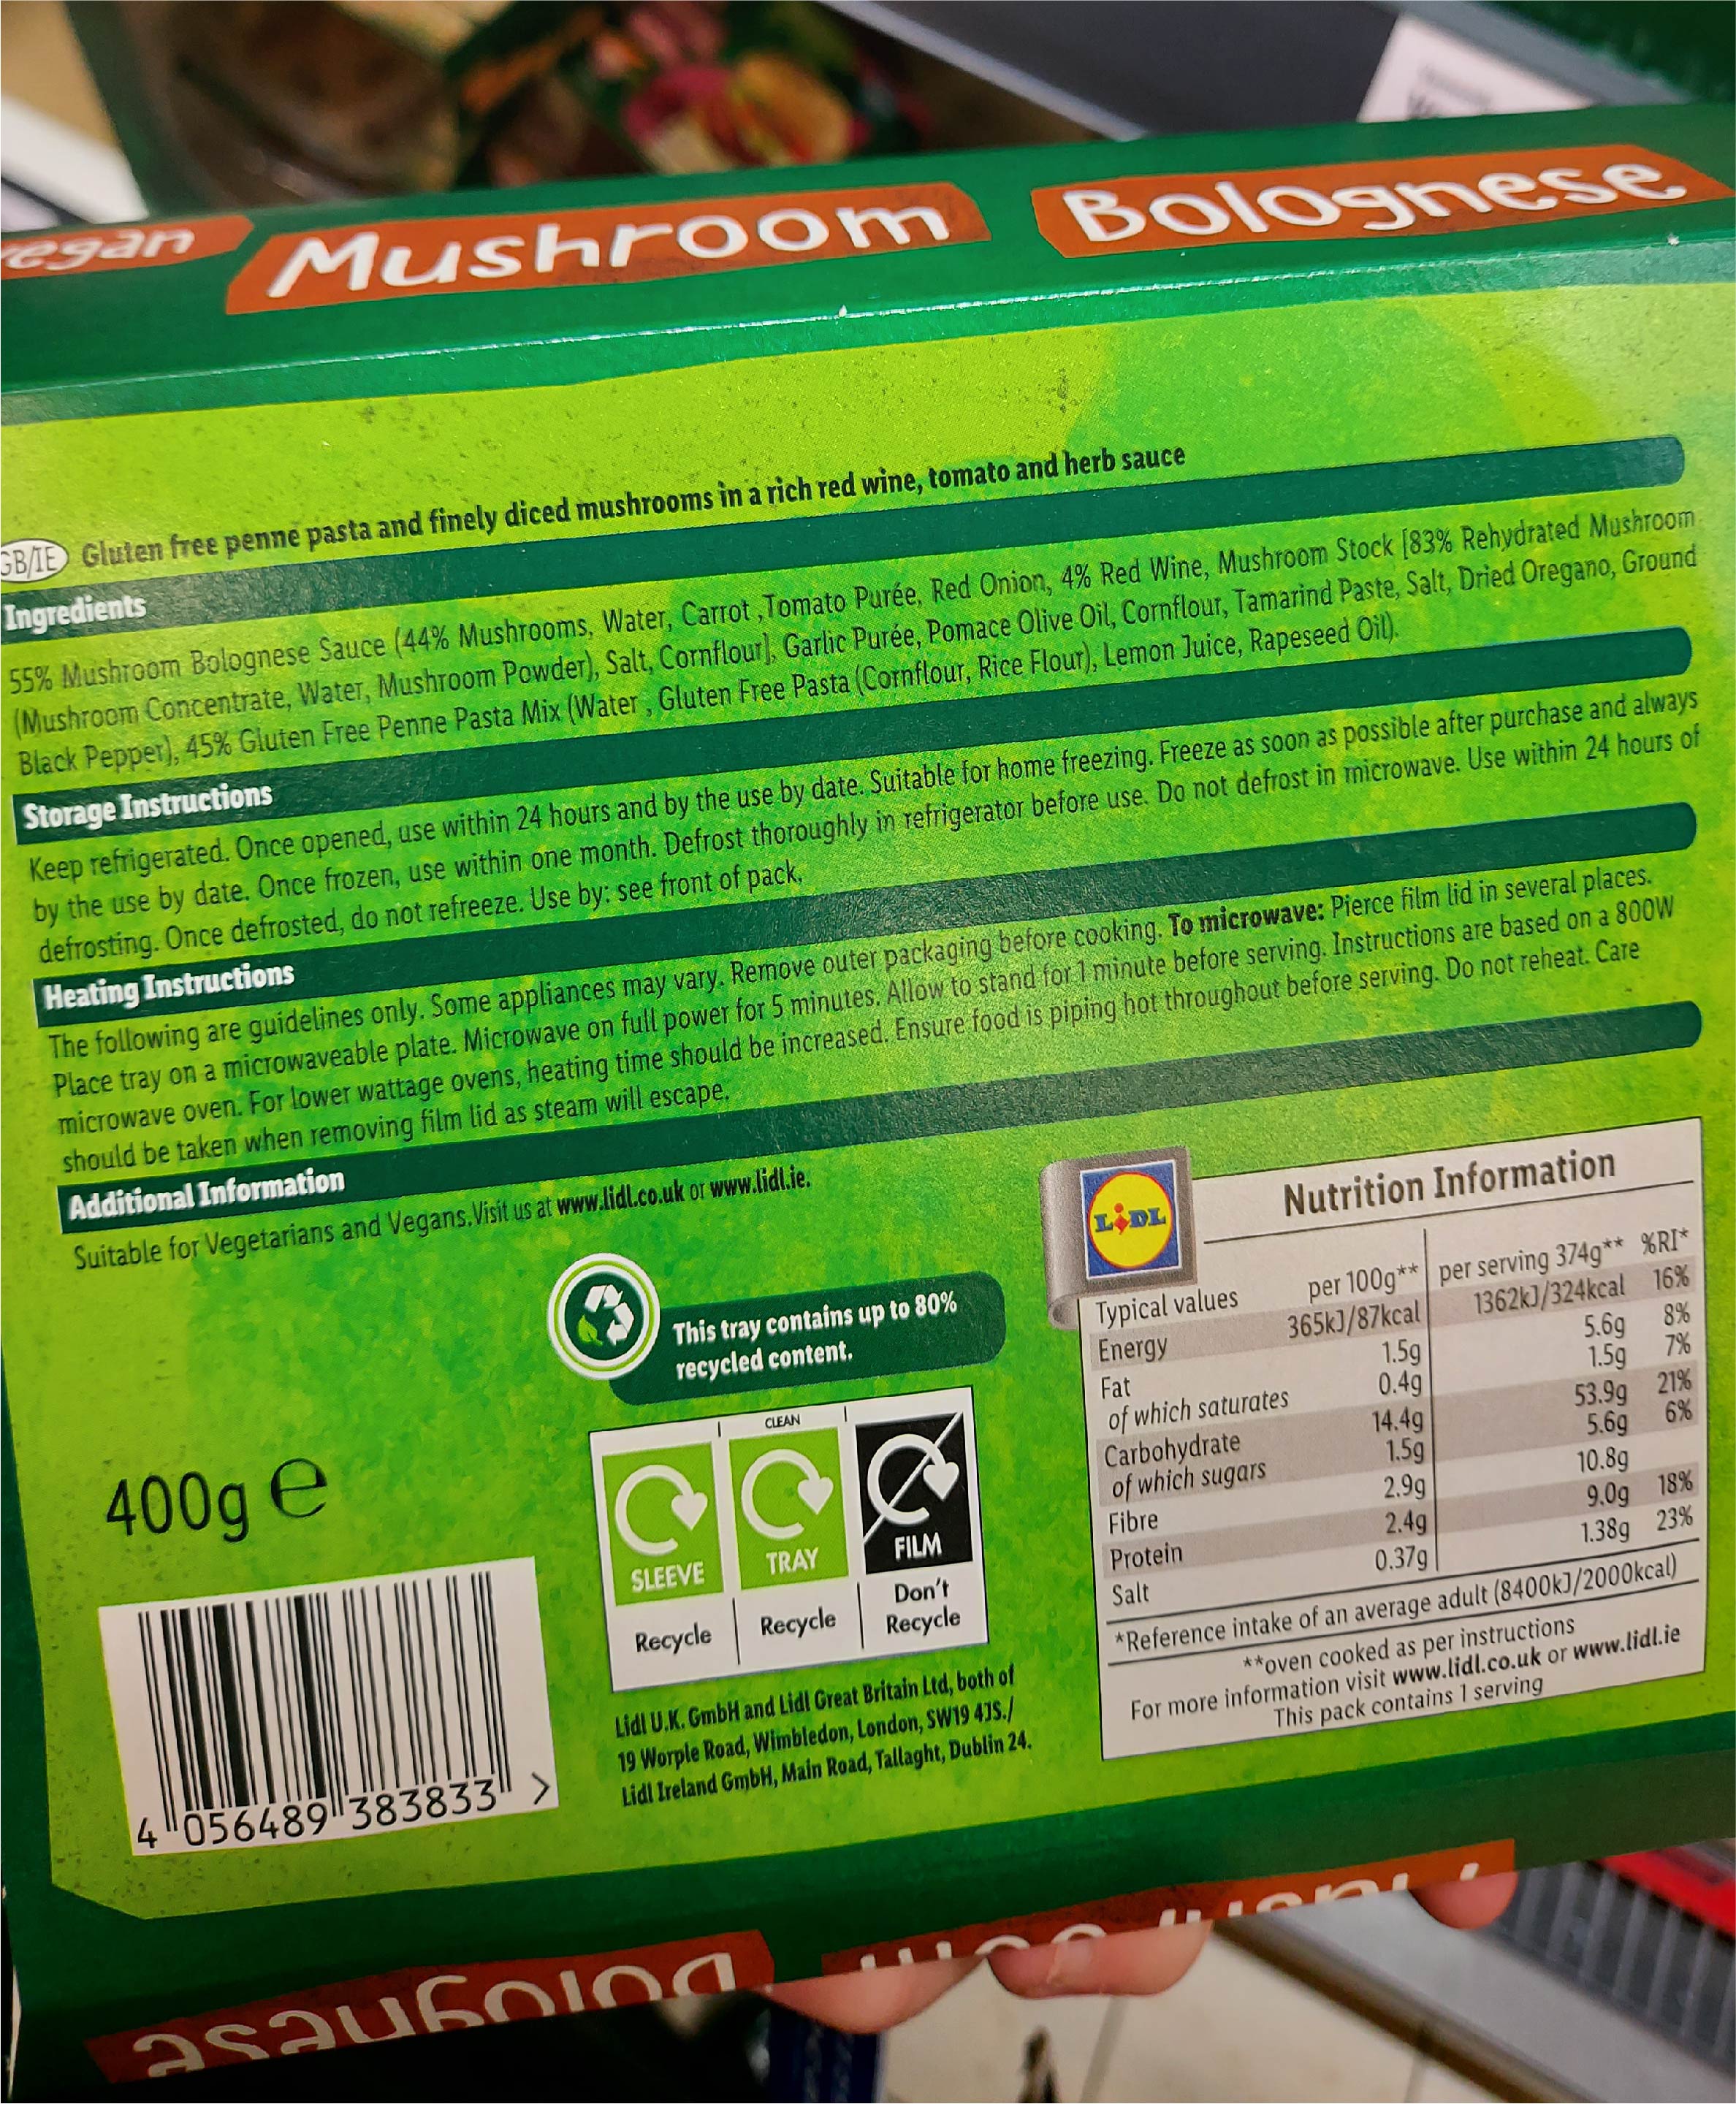 egan Mushroom Bolognese
GB/IE Gluten free penne pasta and finely diced mushrooms in a rich red wine, tomato and herb sauce
Ingredients
55% Mushroom Bolognese Sauce (44% Mushrooms, Water, Carrot ,Tomato Purée, Red Onion, 4% Red Wine, Mushroom Stock [83% Rehydrated Mushroom
(Mushroom Concentrate, Water, Mushroom Powder), Salt, Cornflour], Garlic Purée, Pomace Olive Oil, Cornflour, Tamarind Paste, Salt, Dried Oregano, Ground
Black Pepper), 45% Gluten Free Penne Pasta Mix (Water , Gluten Free Pasta (Cornflour, Rice Flour), Lemon Juice, Rapeseed Oil).
Storage Instructions
Keep refrigerated. Once opened, use within 24 hours and by the use by date. Suitable for home freezing. Freeze as soon as possible after purchase and always
by the use by date. Once frozen, use within one month. Defrost thoroughly in refrigerator before use. Do not defrost in microwave. Use within 24 hours of
defrosting. Once defrosted, do not refreeze. Use by: see front of pack.
Heating Instructions
The following are guidelines only. Some appliances may vary. Remove outer packaging before cooking. To microwave: Pierce film lid in several places.
Place tray on a microwaveable plate. Microwave on full power for 5 minutes. Allow to stand for 1 minute before serving. Instructions are based on a 800W
microwave oven. For lower wattage ovens, heating time should be increased. Ensure food is piping hot throughout before serving. Do not reheat. Care
should be taken when removing film lid as steam will escape.
Additional Information
Suitable for Vegetarians and Vegans.Visit us at www.lidl.co.uk or www.lidl.ie.
This tray contains up to 80%
recycled content.
400g e
CLEAN
SLEEVE TRAY FILM
Recycle Recycle Don't
Recycle
4 056489 383833 >
Lidl U.K. GmbH and Lidl Great Britain Ltd, both of
19 Worple Road, Wimbledon, London, SW19 4JS./
Lidl Ireland GmbH, Main Road, Tallaght, Dublin 24.
LIDL
Nutrition Information
Typical values per 100g** per serving 374g** %RI*
Energy 365kJ/87kcal 1362kJ/324kcal 16%
Fat 1.5g 5.6g 8%
of which saturates 0.4g 1.5g 7%
Carbohydrate 14.4g 53.9g 21%
of which sugars 1.5g 5.6g 6%
Fibre 2.9g 10.8g
Protein 2.4g 9.0g 18%
Salt 0.37g 1.38g 23%
*Reference intake of an average adult (8400kJ/2000kcal)
**oven cooked as per instructions
For more information visit www.lidl.co.uk or www.lidl.ie
This pack contains 1 serving
Mushroom Bolognese